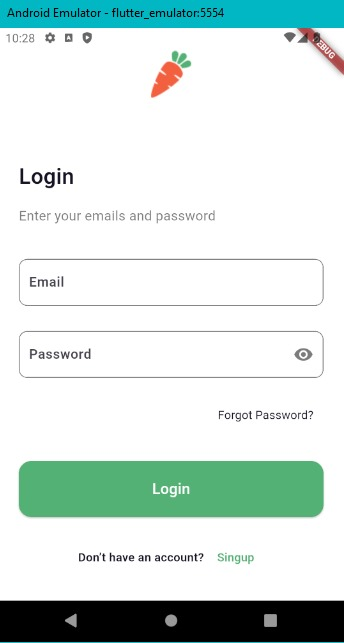 Android Emulator - flutter_emulator:5554
10:28
DEBUG
Login
Enter your emails and password
Email
Password
Forgot Password?
Login
Don't have an account? Singup